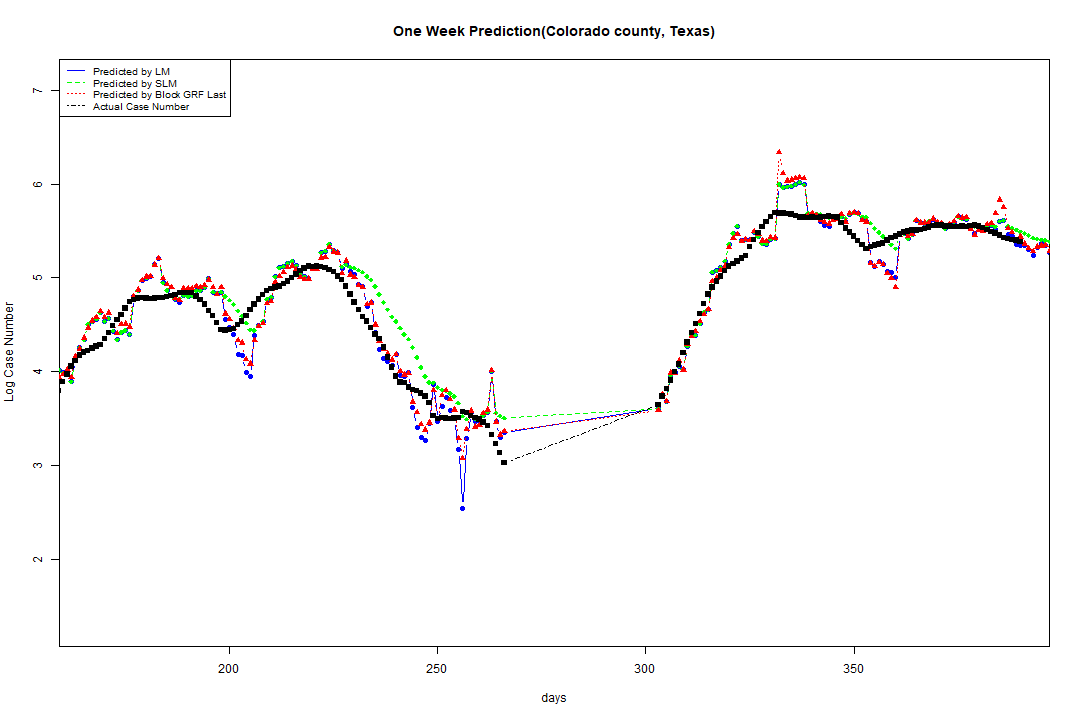 One Week Prediction(Colorado county, Texas)
Predicted by LM
Predicted by SLM
Predicted by Block GRF Last
Actual Case Number
7
6
5
4
3
2
Log Case Number
200
250
300
350
days